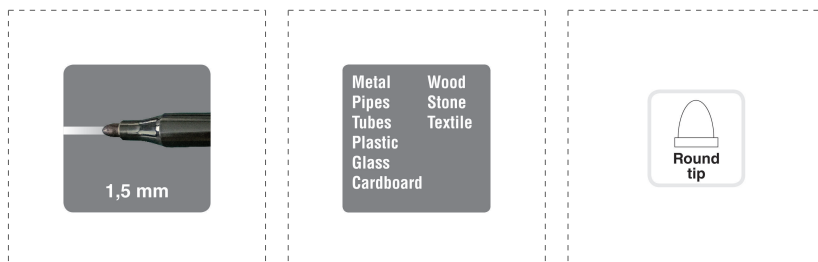 1,5 mm
Metal
Pipes
Tubes
Plastic
Glass
Cardboard
Wood
Stone
Textile
Round
tip